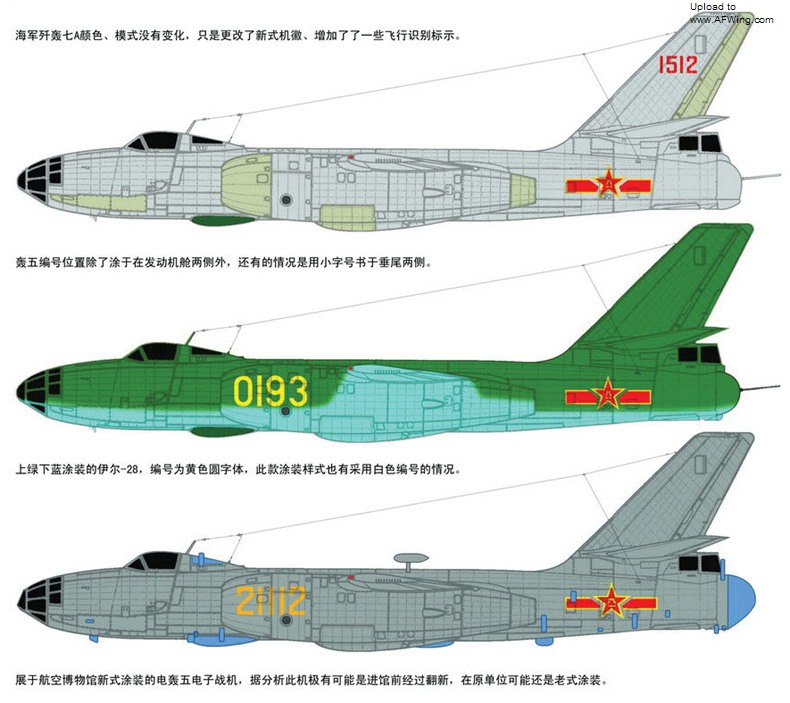 Upload to
www.AFWing.com
海军歼轰七A颜色、模式没有变化，只是更改了新式机徽、增加了了一些飞行识别标示。
1512
轰五编号位置除了涂于在发动机舱两侧外，还有的情况是用小字号书于垂尾两侧。
0193
上绿下蓝涂装的伊尔-28，编号为黄色圆字体，此款涂装样式也有采用白色编号的情况。
21112
展于航空博物馆新式涂装的电轰五电子战机，据分析此机极有可能是进馆前经过翻新，在原单位可能还是老式涂装。